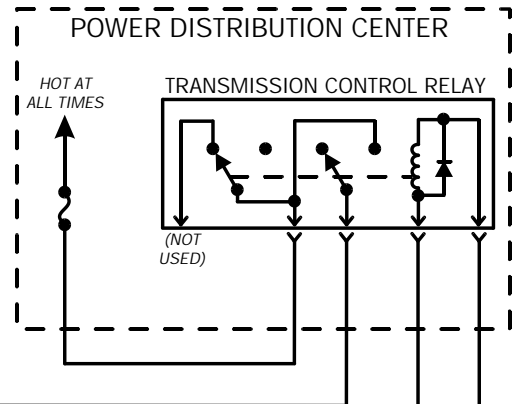 POWER DISTRIBUTION CENTER
HOT AT
ALL TIMES
TRANSMISSION CONTROL RELAY
(NOT
USED)